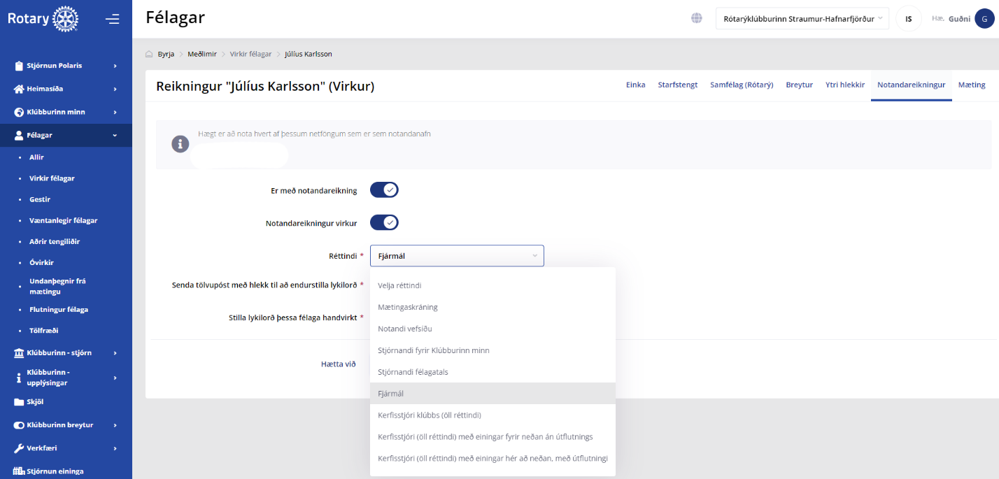 Rotary
Félagar
Rótarýklúbburinn Straumur-Hafnarfjörður
IS
Hæ, Guðni
G
Stjórnun Polaris
Heimasíða
Klúbburinn minn
Félagar
Allir
Virkir félagar
Gestir
Væntanlegir félagar
Aðrir tengiliðir
Óvirkir
Undanþegnir frá
mætingu
Flutningur félaga
Tölfræði
Klúbburinn - stjórn
Klúbburinn -
upplýsingar
Skjöl
Klúbburinn breytur
Verkfæri
Stjórnun eininga
Byrja > Meðlimir > Virkir félagar > Júlíus Karlsson
Reikningur "Júlíus Karlsson" (Virkur)
Einka Starfstengt Samfélag (Rótarý) Breytur Ytri hlekkir Notandareikningur Mæting
Hægt er að nota hvert af þessum netföngum sem er sem notandanafn
Er með notandareikning
Notandareikningur virkur
Réttindi * Fjármál
Senda tölvupóst með hlekk til að endurstilla lykilorð *
Stilla lykilorð þessa félaga handvirkt *
Hætta við
Velja réttindi
Mætingaskráning
Notandi vefsíðu
Stjórnandi fyrir Klúbburinn minn
Stjórnandi félagatals
Fjármál
Kerfisstjóri klúbbs (öll réttindi)
Kerfisstjóri (öll réttindi) með einingar fyrir neðan án útflutnings
Kerfisstjóri (öll réttindi) með einingar hér að neðan, með útflutningi